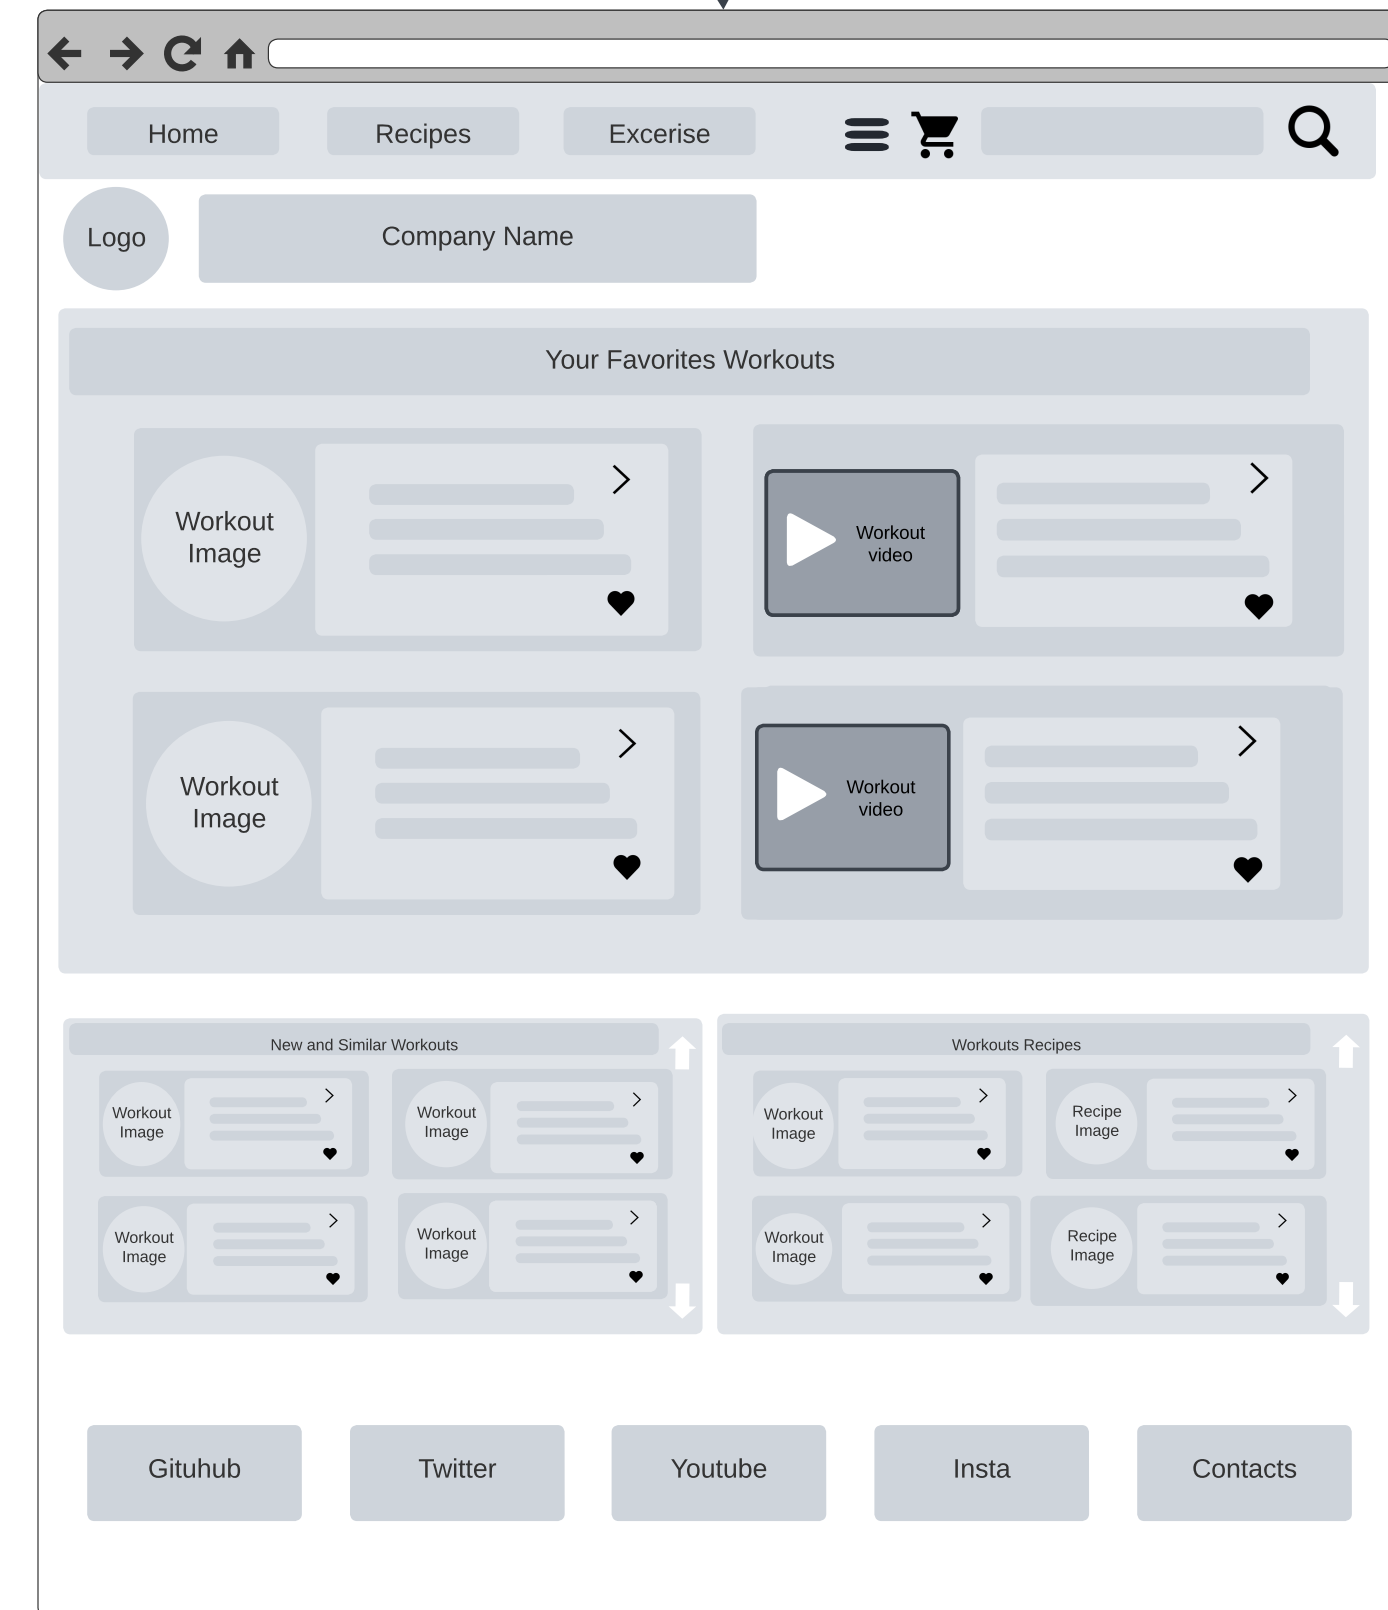 Home
Recipes
Excerise
Logo
Company Name
Your Favorites Workouts
Workout
Image
Workout
video
Workout
Image
Workout
video
New and Similar Workouts
Workout
Image
Workout
Image
Workout
Image
Workout
Image
Workouts Recipes
Workout
Image
Recipe
Image
Workout
Image
Recipe
Image
Gituhub
Twitter
Youtube
Insta
Contacts